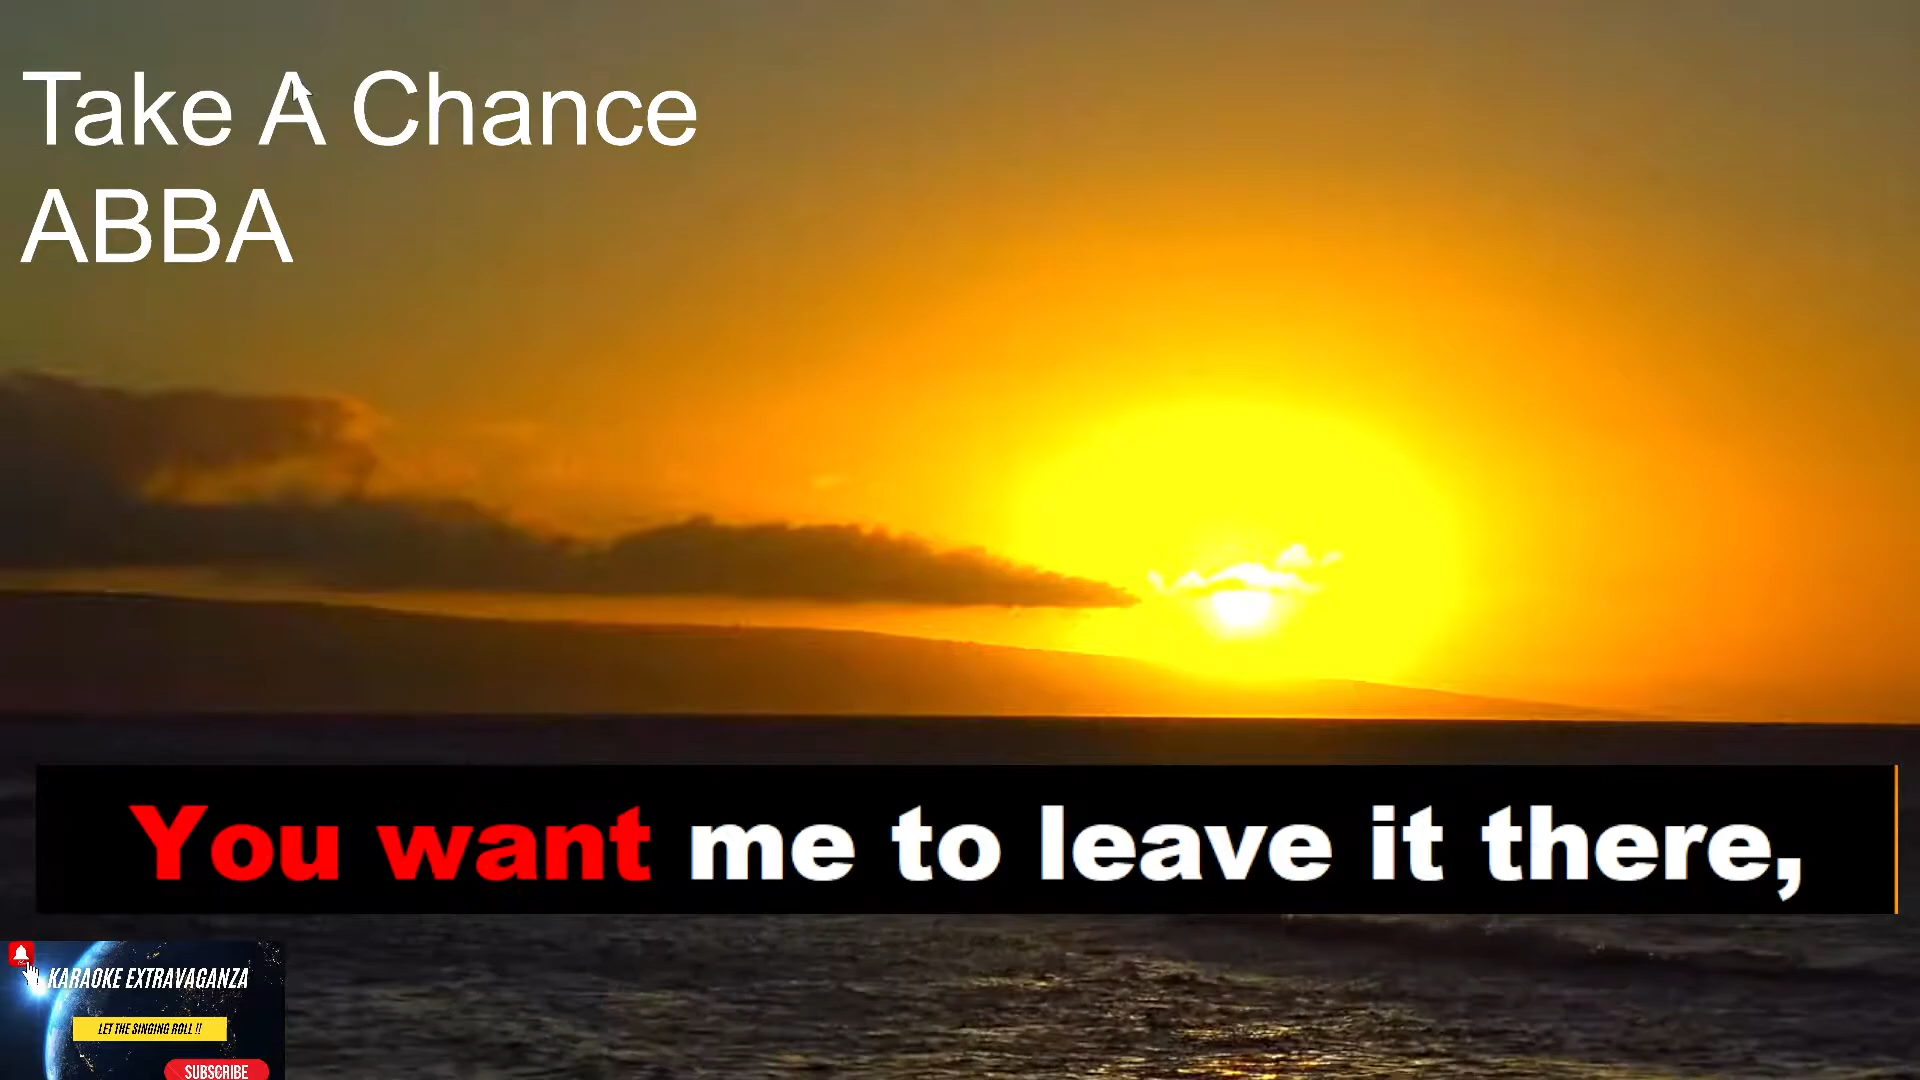 Take A Chance
ABBA
You want me to leave it there,
KARAOKE EXTRAVAGANZA
LET THE SINGING ROLL !!
SUBSCRIBE